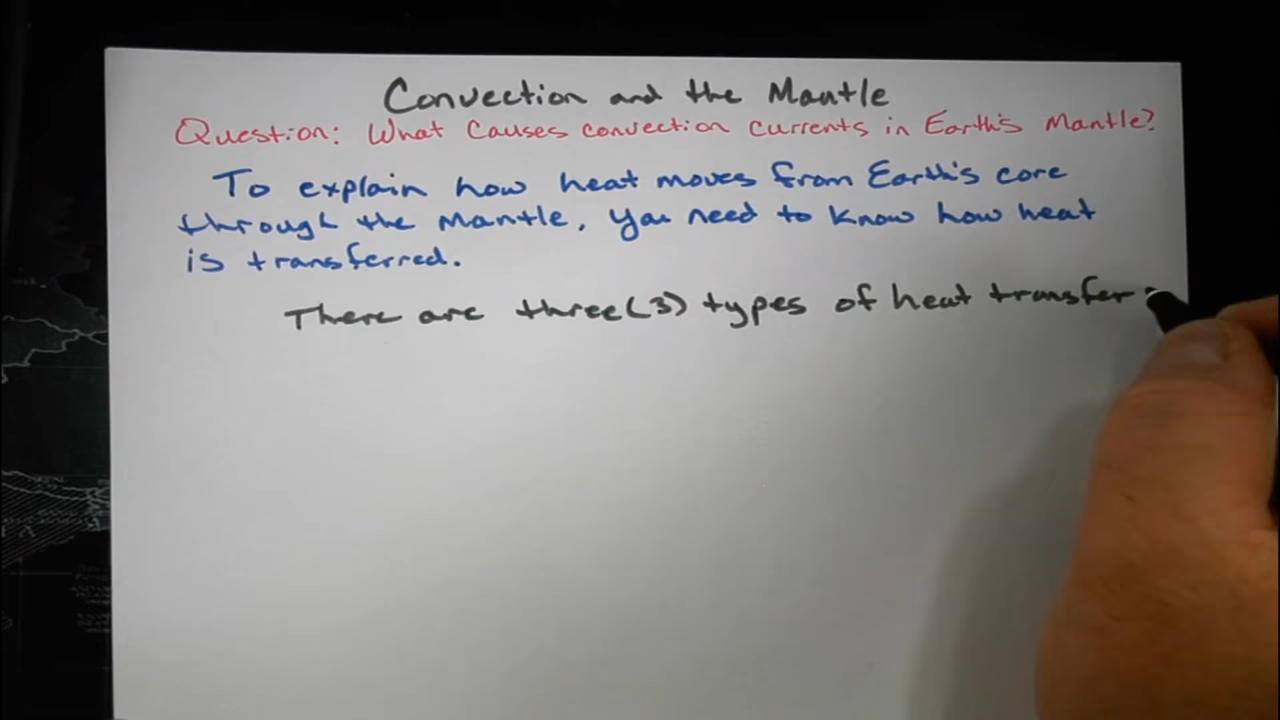 Convection and the Mantle
Question: What causes convection currents in Earth's Mantle?
To explain how heat moves from Earth's core
through the mantle, you need to know how heat
is transferred.
There are three (3) types of heat transfer: